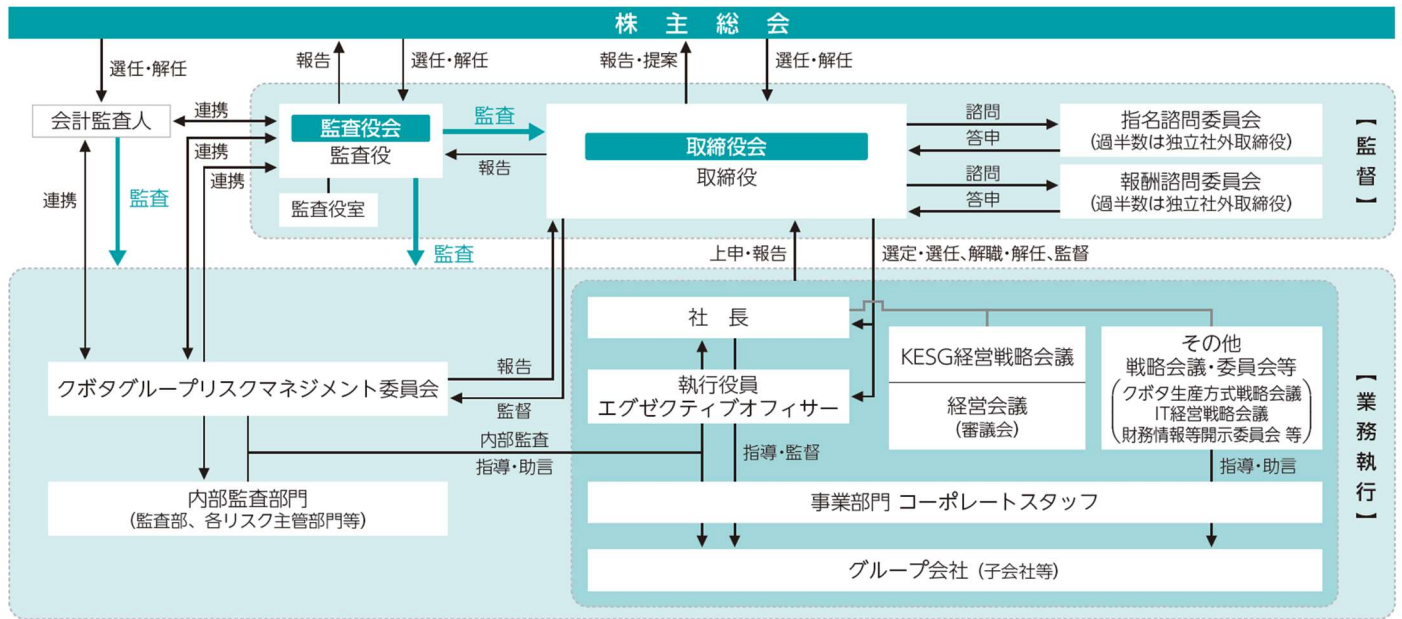 株主総会
選任・解任
報告
選任・解任
報告・提案
選任・解任
会計監査人
連携
監査役会
監査役
監査
報告
取締役会
取締役
諮問
答申
指名諮問委員会
(過半数は独立社外取締役)
諮問
答申
報酬諮問委員会
(過半数は独立社外取締役)
【監督】
連携
連携
連携
監査
監査役室
監査
上申・報告
選定・選任、解職・解任、監督
社長
執行役員
エグゼクティブオフィサー
KESG経営戦略会議
経営会議
(審議会)
その他
戦略会議・委員会等
(クボタ生産方式戦略会議
IT経営戦略会議
財務情報等開示委員会 等)
【業務執行】
クボタグループリスクマネジメント委員会
報告
監督
内部監査
指導・助言
指導・監督
指導・助言
内部監査部門
(監査部、各リスク主管部門等)
事業部門 コーポレートスタッフ
グループ会社 (子会社等)